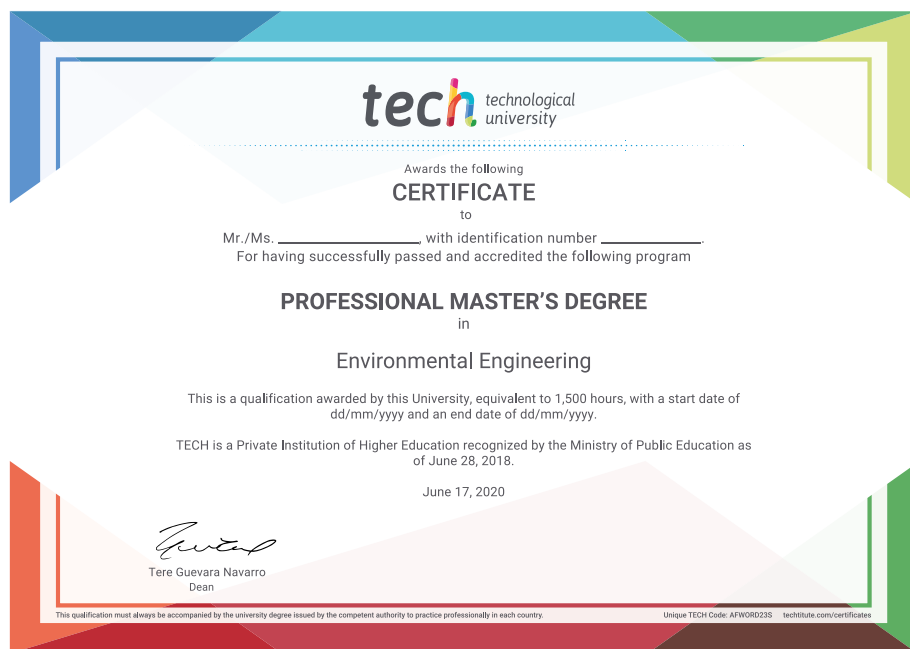 tech technological
university
Awards the following
CERTIFICATE
to
Mr./Ms. ____________________, with identification number ______________.
For having successfully passed and accredited the following program
PROFESSIONAL MASTER'S DEGREE
in
Environmental Engineering
This is a qualification awarded by this University, equivalent to 1,500 hours, with a start date of
dd/mm/yyyy and an end date of dd/mm/yyyy.
TECH is a Private Institution of Higher Education recognized by the Ministry of Public Education as
of June 28, 2018.
June 17, 2020
Tere Guevara Navarro
Dean
This qualification must always be accompanied by the university degree issued by the competent authority to practice professionally in each country. Unique TECH Code: AFWORD23S techtitute.com/certificates